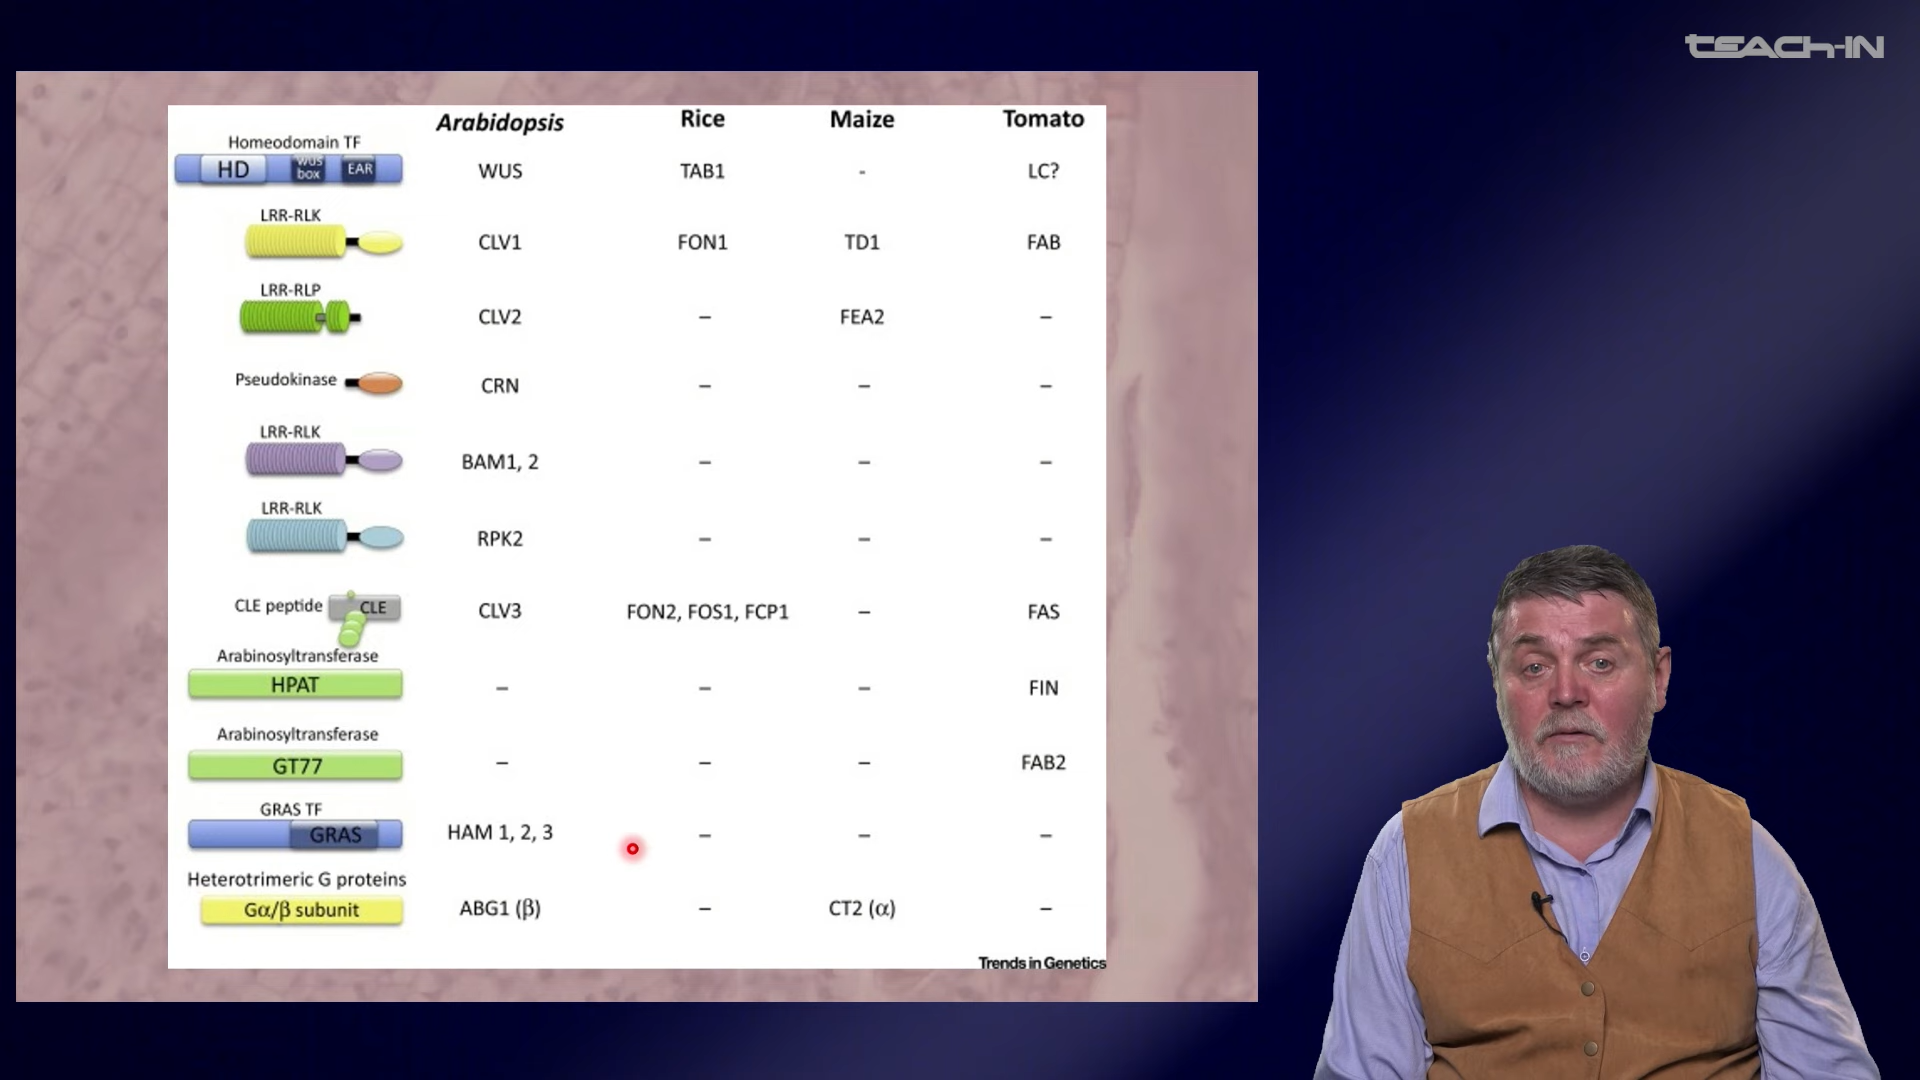 TEACH-IN
Arabidopsis Rice Maize Tomato
Homeodomain TF
HD wus box EAR WUS TAB1 - LC?
LRR-RLK
CLV1 FON1 TD1 FAB
LRR-RLP
CLV2 – FEA2 –
Pseudokinase CRN – – –
LRR-RLK
BAM1, 2 – – –
LRR-RLK
RPK2 – – –
CLE peptide CLE CLV3 FON2, FOS1, FCP1 – FAS
Arabinosyltransferase
HPAT – – – FIN
Arabinosyltransferase
GT77 – – – FAB2
GRAS TF
GRAS HAM 1, 2, 3 – – –
Heterotrimeric G proteins
Gα/β subunit ABG1 (β) – CT2 (α) –
Trends in Genetics